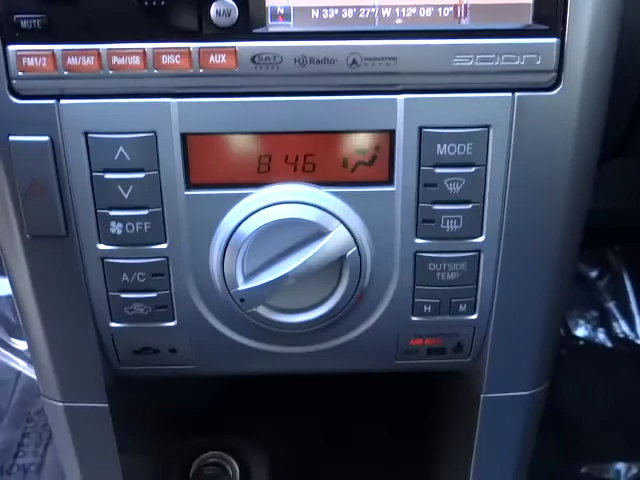 MUTE
NAV
N
N 33° 38' 27" W 112° 06' 10"
FM1/2 AM/SAT iPod/USB DISC AUX
SAT HD Radio SCION
8 46
MODE
OFF
OUTSIDE TEMP
A/C
H M
AIR BAG